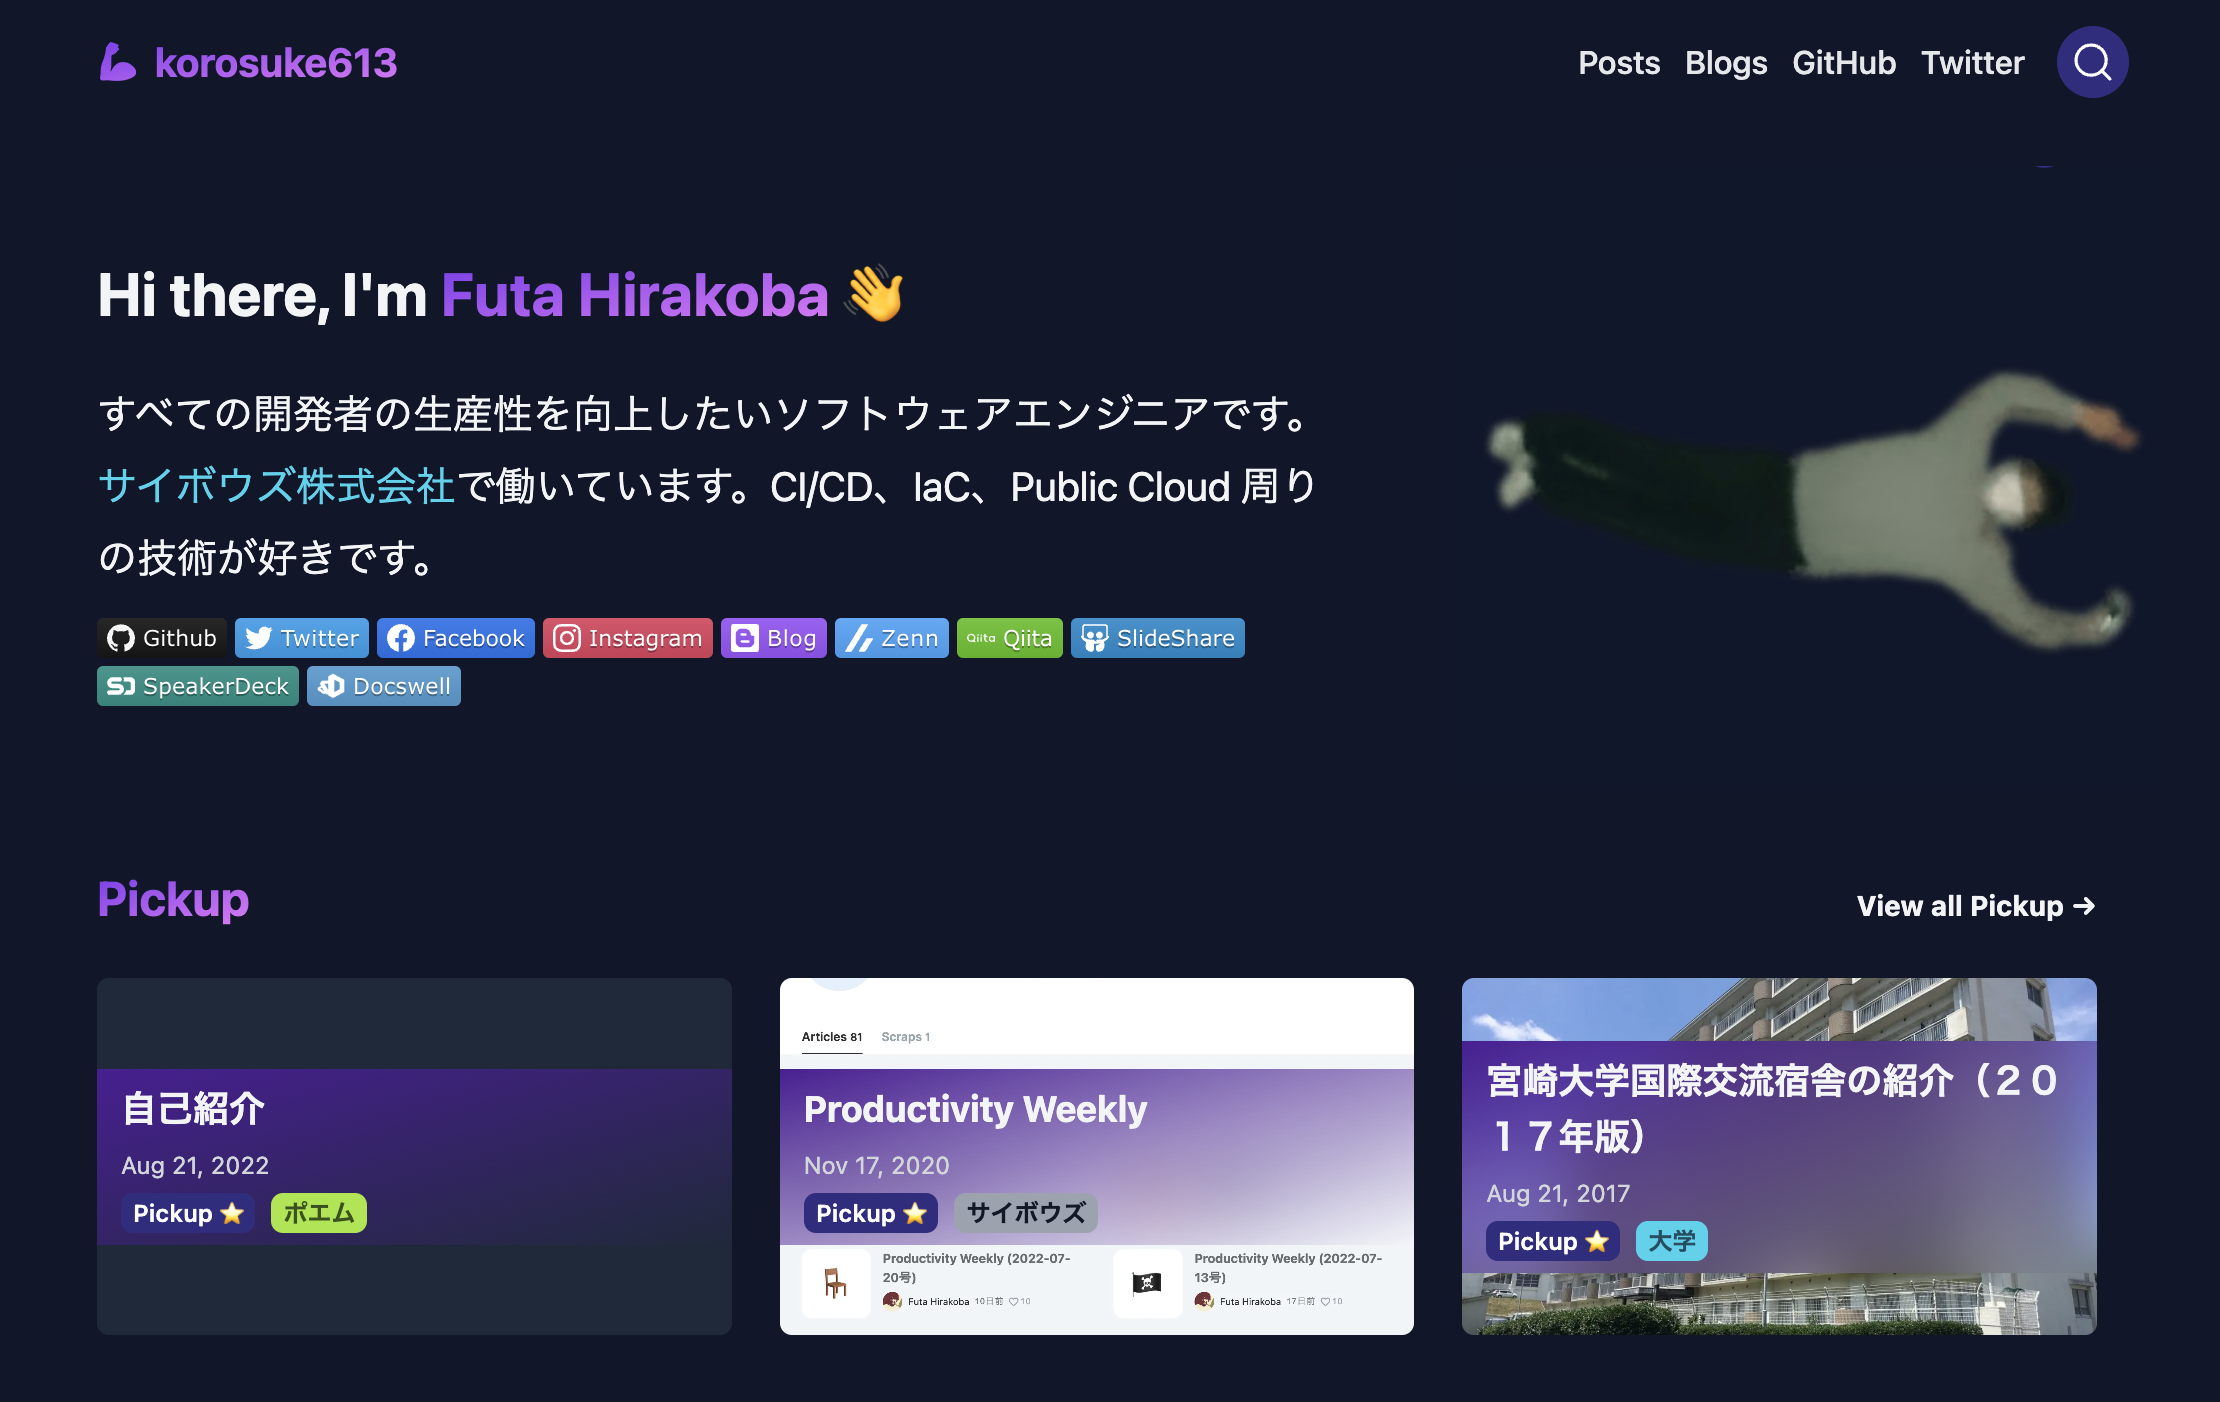 korosuke613
Posts Blogs GitHub Twitter
Hi there, I'm Futa Hirakoba 👋
すべての開発者の生産性を向上したいソフトウェアエンジニアです。
サイボウズ株式会社で働いています。CI/CD、IaC、Public Cloud 周り
の技術が好きです。
Github Twitter Facebook Instagram Blog Zenn Qiita Qiita SlideShare
SpeakerDeck Docswell
Pickup
View all Pickup →
自己紹介
Aug 21, 2022
Pickup ⭐ ポエム
Articles 81 Scraps 1
Productivity Weekly
Nov 17, 2020
Pickup ⭐ サイボウズ
Productivity Weekly (2022-07-
20号)
Futa Hirakoba 10日前 ♡ 10
Productivity Weekly (2022-07-
13号)
Futa Hirakoba 17日前 ♡ 10
宮崎大学国際交流宿舎の紹介（２０
１７年版）
Aug 21, 2017
Pickup ⭐ 大学